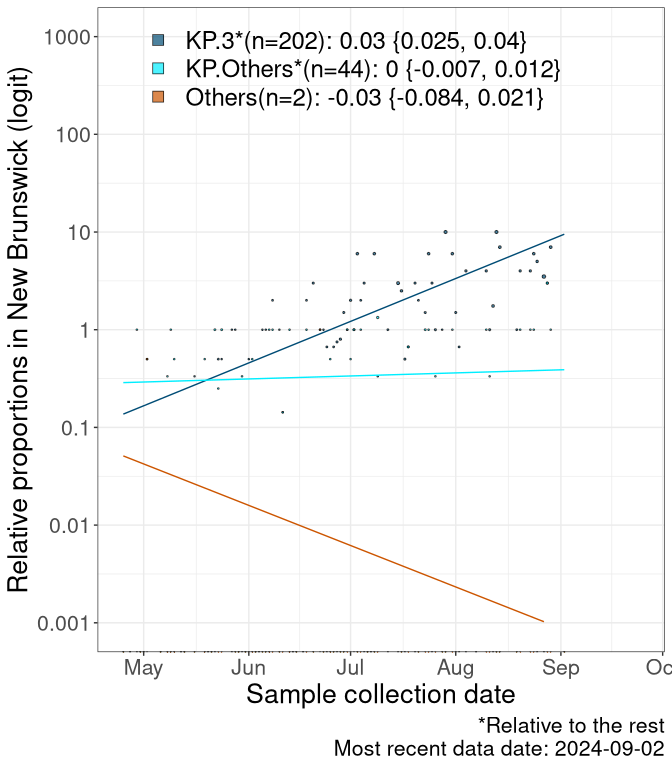 KP.3*(n=202): 0.03 {0.025, 0.04}
KP.Others*(n=44): 0 {-0.007, 0.012}
Others(n=2): -0.03 {-0.084, 0.021}
Relative proportions in New Brunswick (logit)
1000
100
10
1
0.1
0.01
0.001
May Jun Jul Aug Sep Oc
Sample collection date
*Relative to the rest
Most recent data date: 2024-09-02